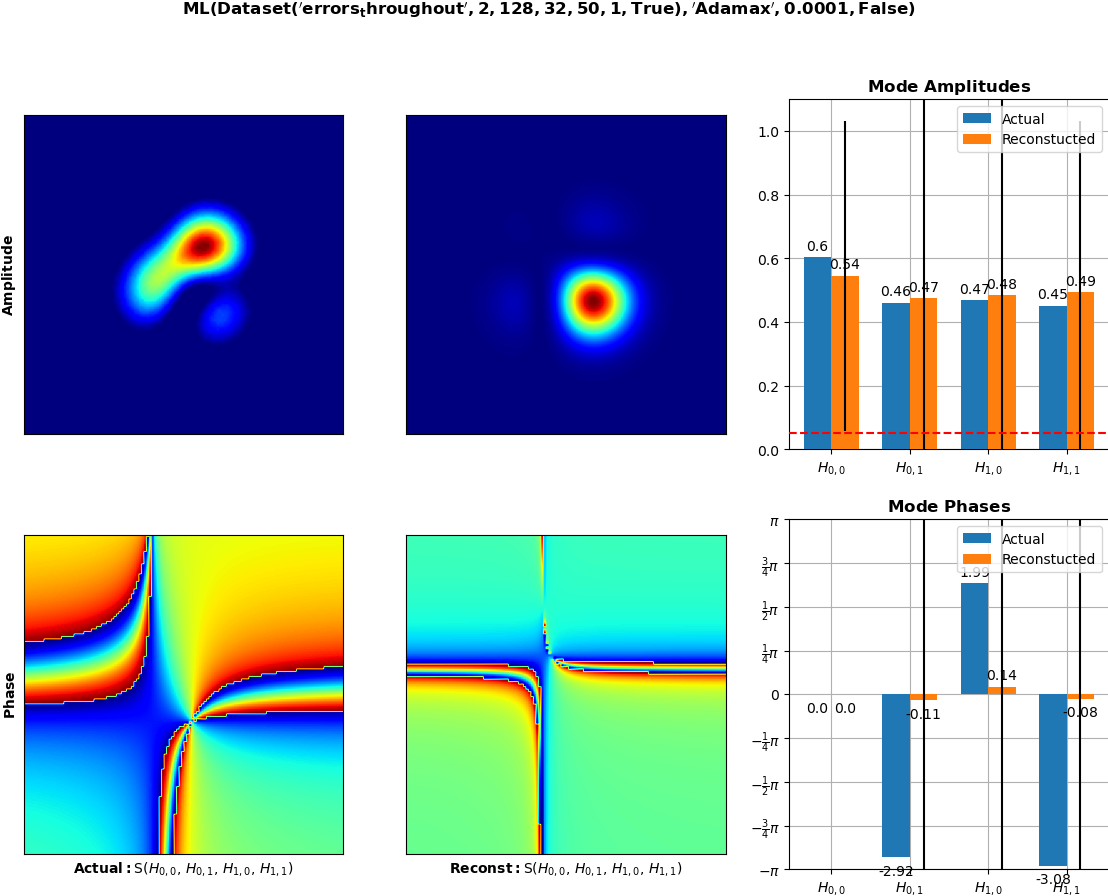 ML(Dataset('errors_throughout', 2, 128, 32, 50, 1, True), 'Adamax', 0.0001, False)
Mode Amplitudes
Amplitude
Actual
Reconstucted
1.0
0.8
0.6
0.4
0.2
0.0
0.6
0.54
0.46
0.47
0.47
0.48
0.45
0.49
H0,0
H0,1
H1,0
H1,1
Mode Phases
Phase
Actual
Reconstucted
π
3/4π
1/2π
1/4π
0
−1/4π
−1/2π
−3/4π
−π
0.0
0.0
-2.92
-0.11
1.99
0.14
-3.08
-0.08
H0,0
H0,1
H1,0
H1,1
Actual: S(H0,0, H0,1, H1,0, H1,1)
Reconst: S(H0,0, H0,1, H1,0, H1,1)